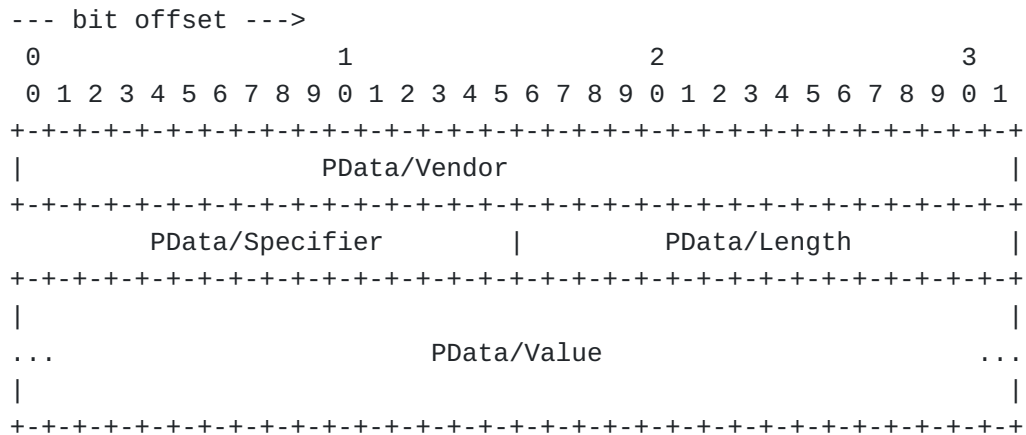 --- bit offset --->
 0                   1                   2                   3
 0 1 2 3 4 5 6 7 8 9 0 1 2 3 4 5 6 7 8 9 0 1 2 3 4 5 6 7 8 9 0 1
+-+-+-+-+-+-+-+-+-+-+-+-+-+-+-+-+-+-+-+-+-+-+-+-+-+-+-+-+-+-+-+-+
|                   PData/Vendor                                |
+-+-+-+-+-+-+-+-+-+-+-+-+-+-+-+-+-+-+-+-+-+-+-+-+-+-+-+-+-+-+-+-+
         PData/Specifier        |         PData/Length          |
+-+-+-+-+-+-+-+-+-+-+-+-+-+-+-+-+-+-+-+-+-+-+-+-+-+-+-+-+-+-+-+-+
|                                                               |
...                        PData/Value                        ...
|                                                               |
+-+-+-+-+-+-+-+-+-+-+-+-+-+-+-+-+-+-+-+-+-+-+-+-+-+-+-+-+-+-+-+-+